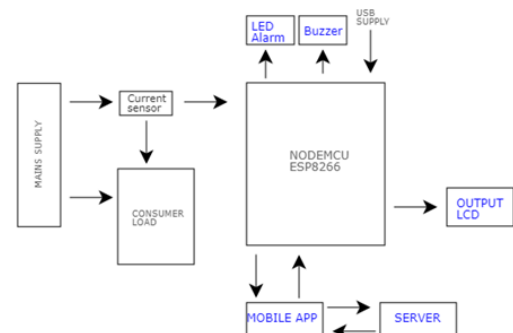 LED
Alarm
Buzzer
USB
SUPPLY
MAINS SUPPLY
Current
sensor
NODEMCU
ESP8266
CONSUMER
LOAD
OUTPUT
LCD
MOBILE APP
SERVER